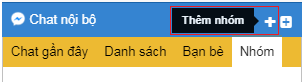 Chat nội bộ Thêm nhóm
Chat gần đây Danh sách Bạn bè Nhóm